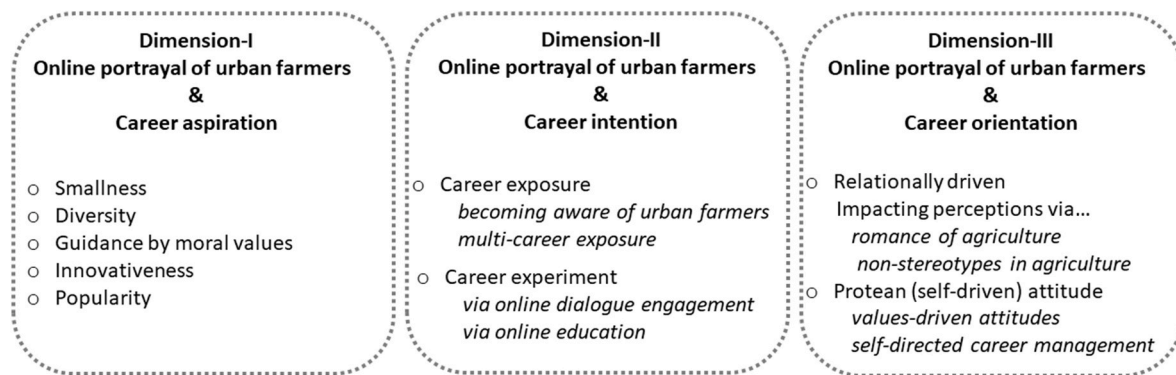 Dimension-I
Online portrayal of urban farmers
&
Career aspiration
o Smallness
o Diversity
o Guidance by moral values
o Innovativeness
o Popularity
Dimension-II
Online portrayal of urban farmers
&
Career intention
o Career exposure
becoming aware of urban farmers
multi-career exposure
o Career experiment
via online dialogue engagement
via online education
Dimension-III
Online portrayal of urban farmers
&
Career orientation
o Relationally driven
Impacting perceptions via...
romance of agriculture
non-stereotypes in agriculture
o Protean (self-driven) attitude
values-driven attitudes
self-directed career management